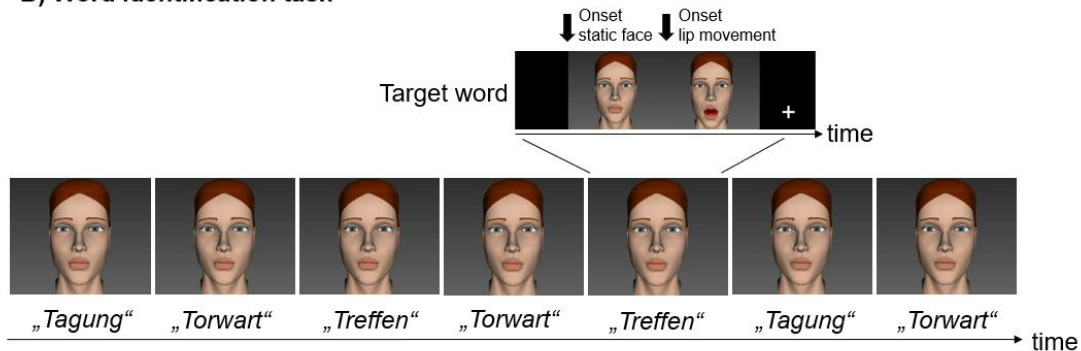 B) Word identification task
Onset
static face
Onset
lip movement
Target word
+
time
„Tagung“ „Torwart“ „Treffen“ „Torwart“ „Treffen“ „Tagung“ „Torwart“
time